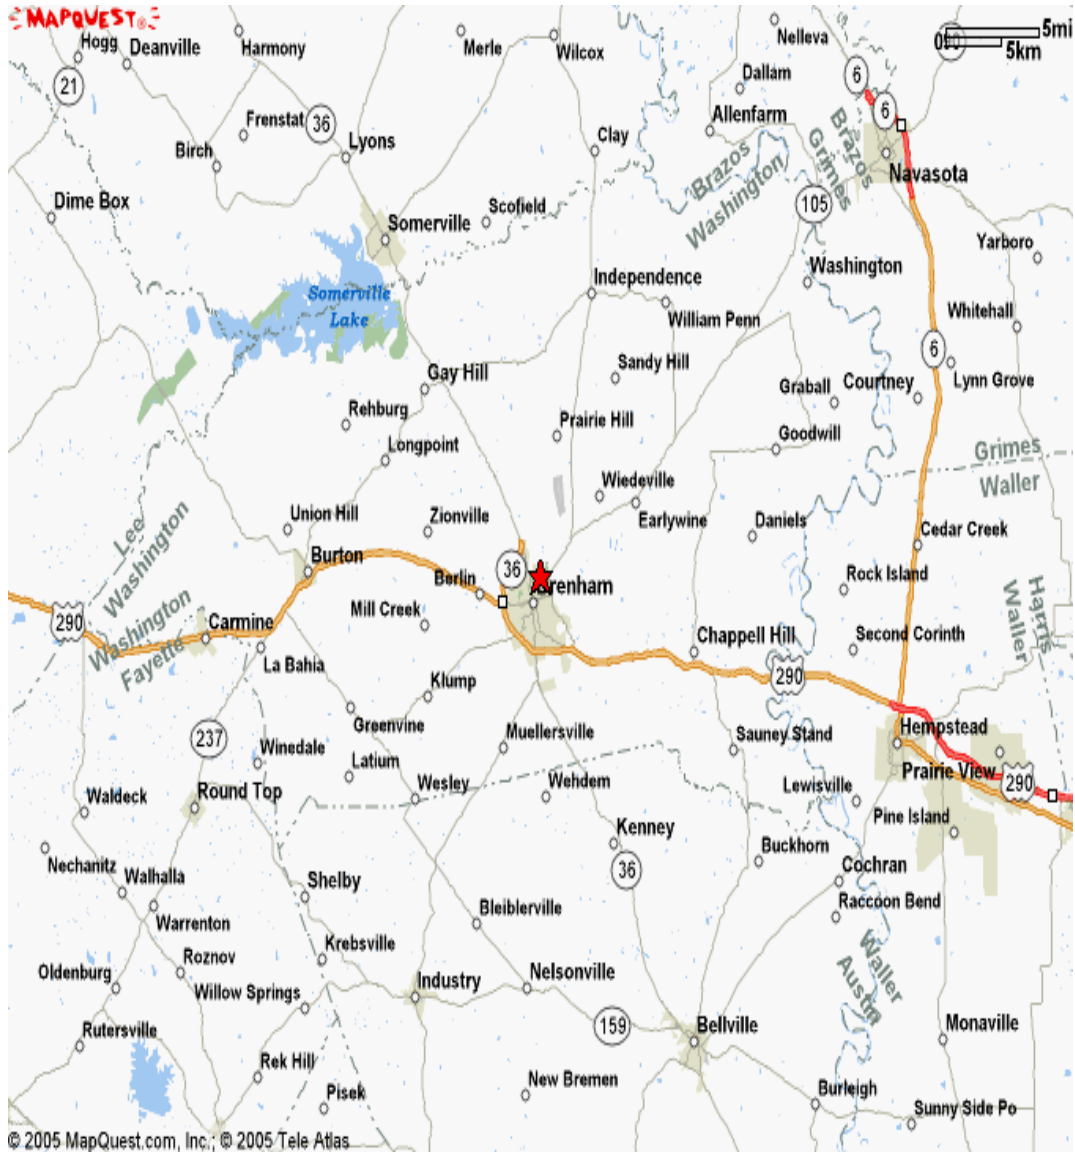 MAPQUEST®
Hogg
Deanville
Harmony
Merle
Wilcox
Nelleva
5mi
5km
21
Dallam
6
6
Frenstat
36
Lyons
Clay
Allenfarm
Birch
Brazos
Washington
Grimes
Brazos
Navasota
Dime Box
Somerville
Scofield
105
Yarboro
Somerville
Lake
Independence
Washington
William Penn
Whitehall
6
Gay Hill
Sandy Hill
Graball
Courtney
Lynn Grove
Rehburg
Prairie Hill
Longpoint
Goodwill
Grimes
Waller
Wiedeville
Earlywine
Union Hill
Zionville
Daniels
Cedar Creek
Lee
Washington
Burton
36
Berlin
Brenham
Rock Island
Harris
Waller
290
Mill Creek
Carmine
Washington
Fayette
Chappell Hill
Second Corinth
La Bahia
290
Klump
Greenvine
Muellersville
Hempstead
237
Winedale
Sauney Stand
Latium
Wesley
Wehdem
Prairie View
290
Waldeck
Round Top
Lewisville
Pine Island
Kenney
36
Nechanitz
Walhalla
Shelby
Buckhorn
Cochran
Warrenton
Bleiblerville
Raccoon Bend
Krebsville
Roznov
Oldenburg
Willow Springs
Industry
Nelsonville
Waller
Austin
Rutersville
159
Bellville
Monaville
Rek Hill
New Bremen
Pisek
Burleigh
Sunny Side Po
© 2005 MapQuest.com, Inc.; © 2005 Tele Atlas